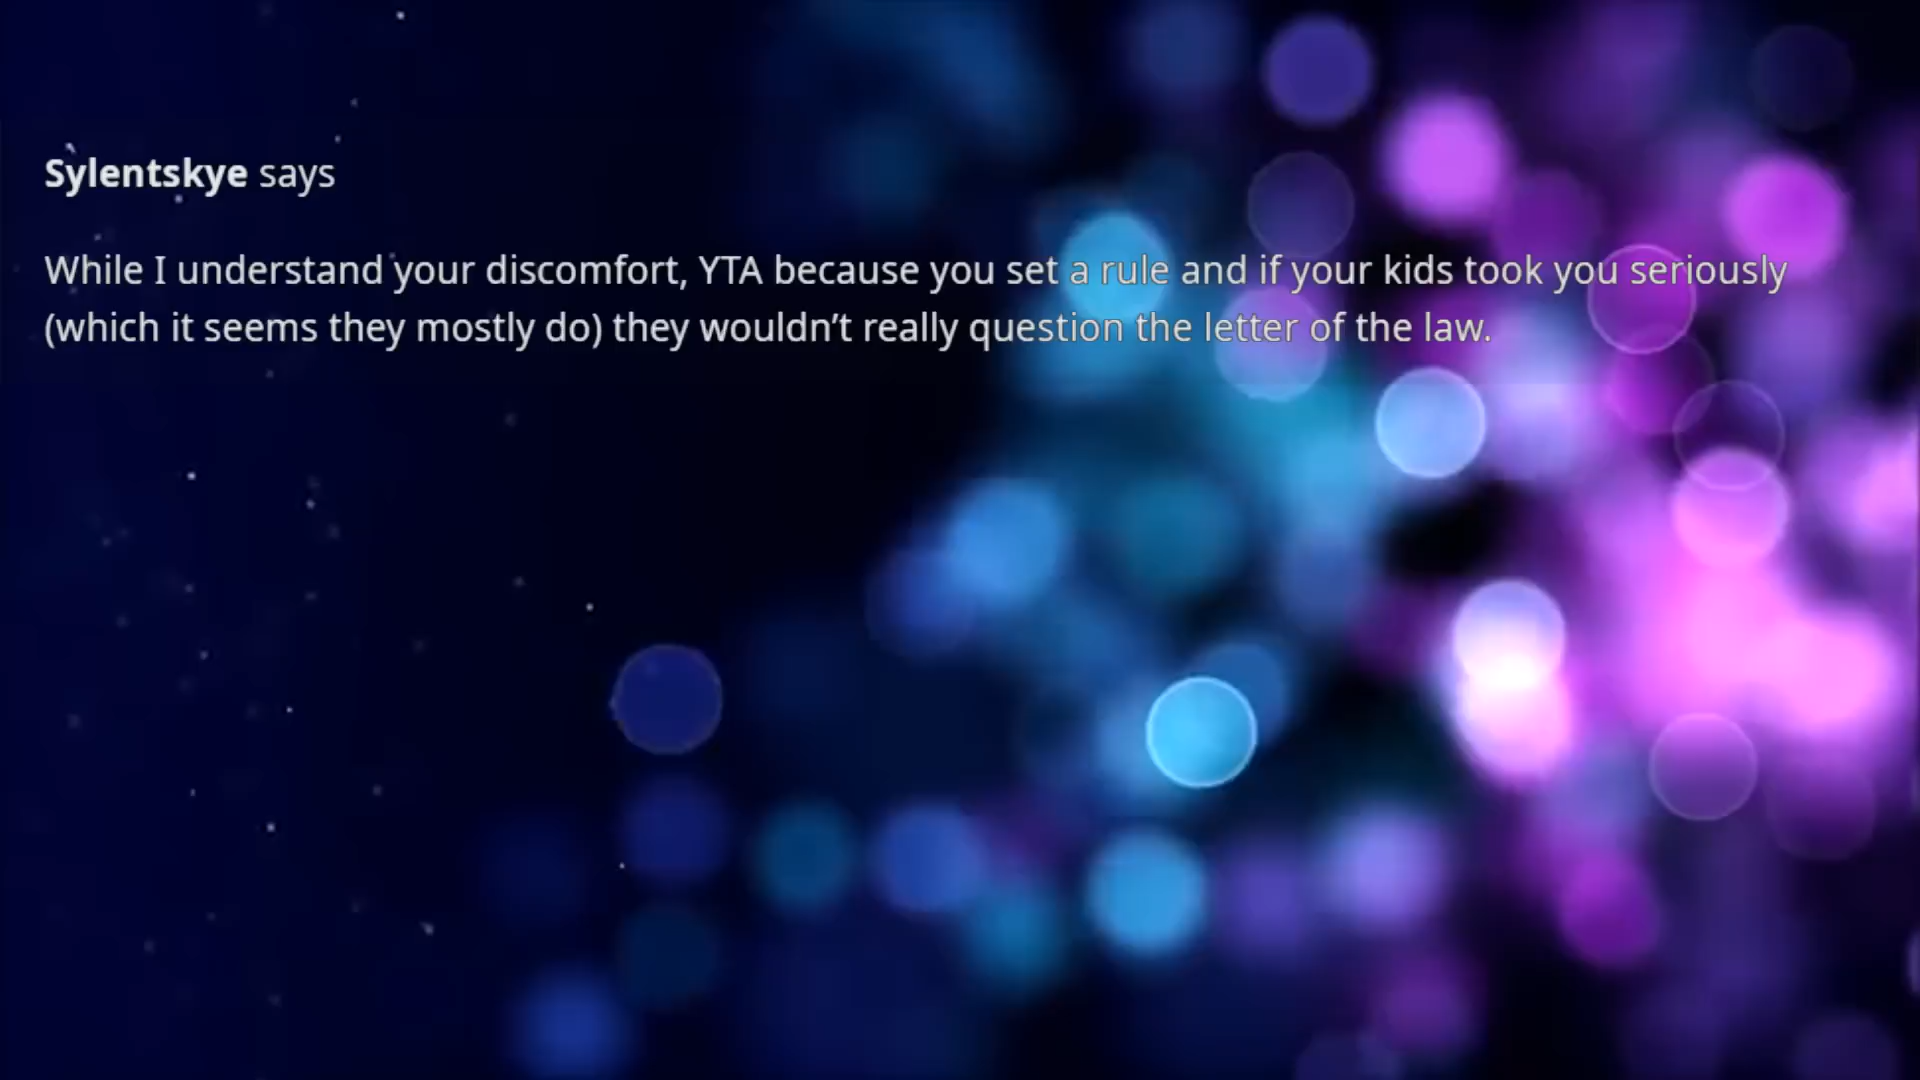 Sylentskye says
While I understand your discomfort, YTA because you set a rule and if your kids took you seriously
(which it seems they mostly do) they wouldn’t really question the letter of the law.